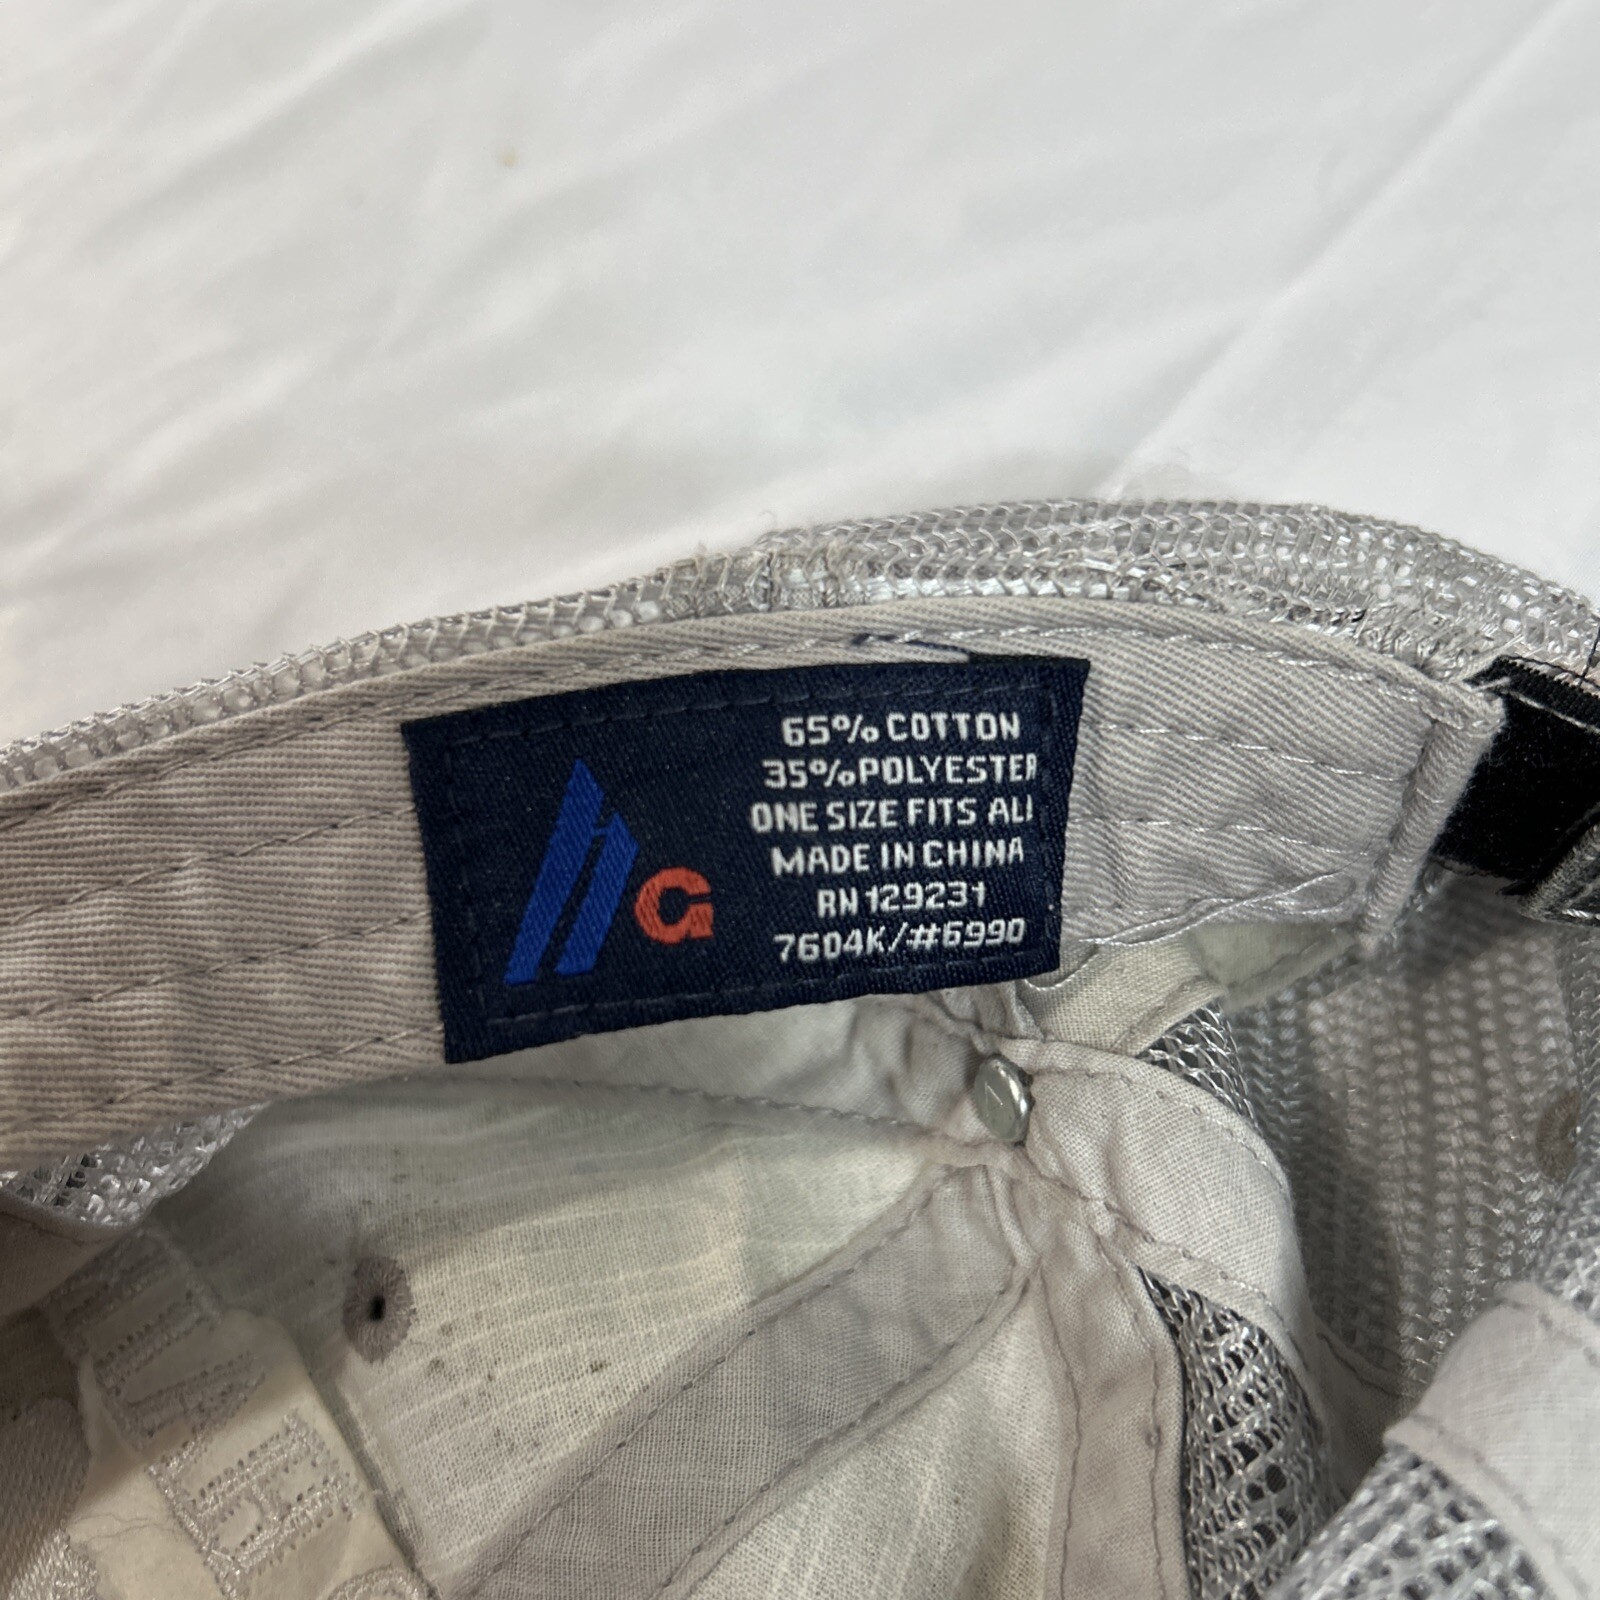 65% COTTON
35% POLYESTER
ONE SIZE FITS ALL
MADE IN CHINA
RN 129231
7604K/#6990
G